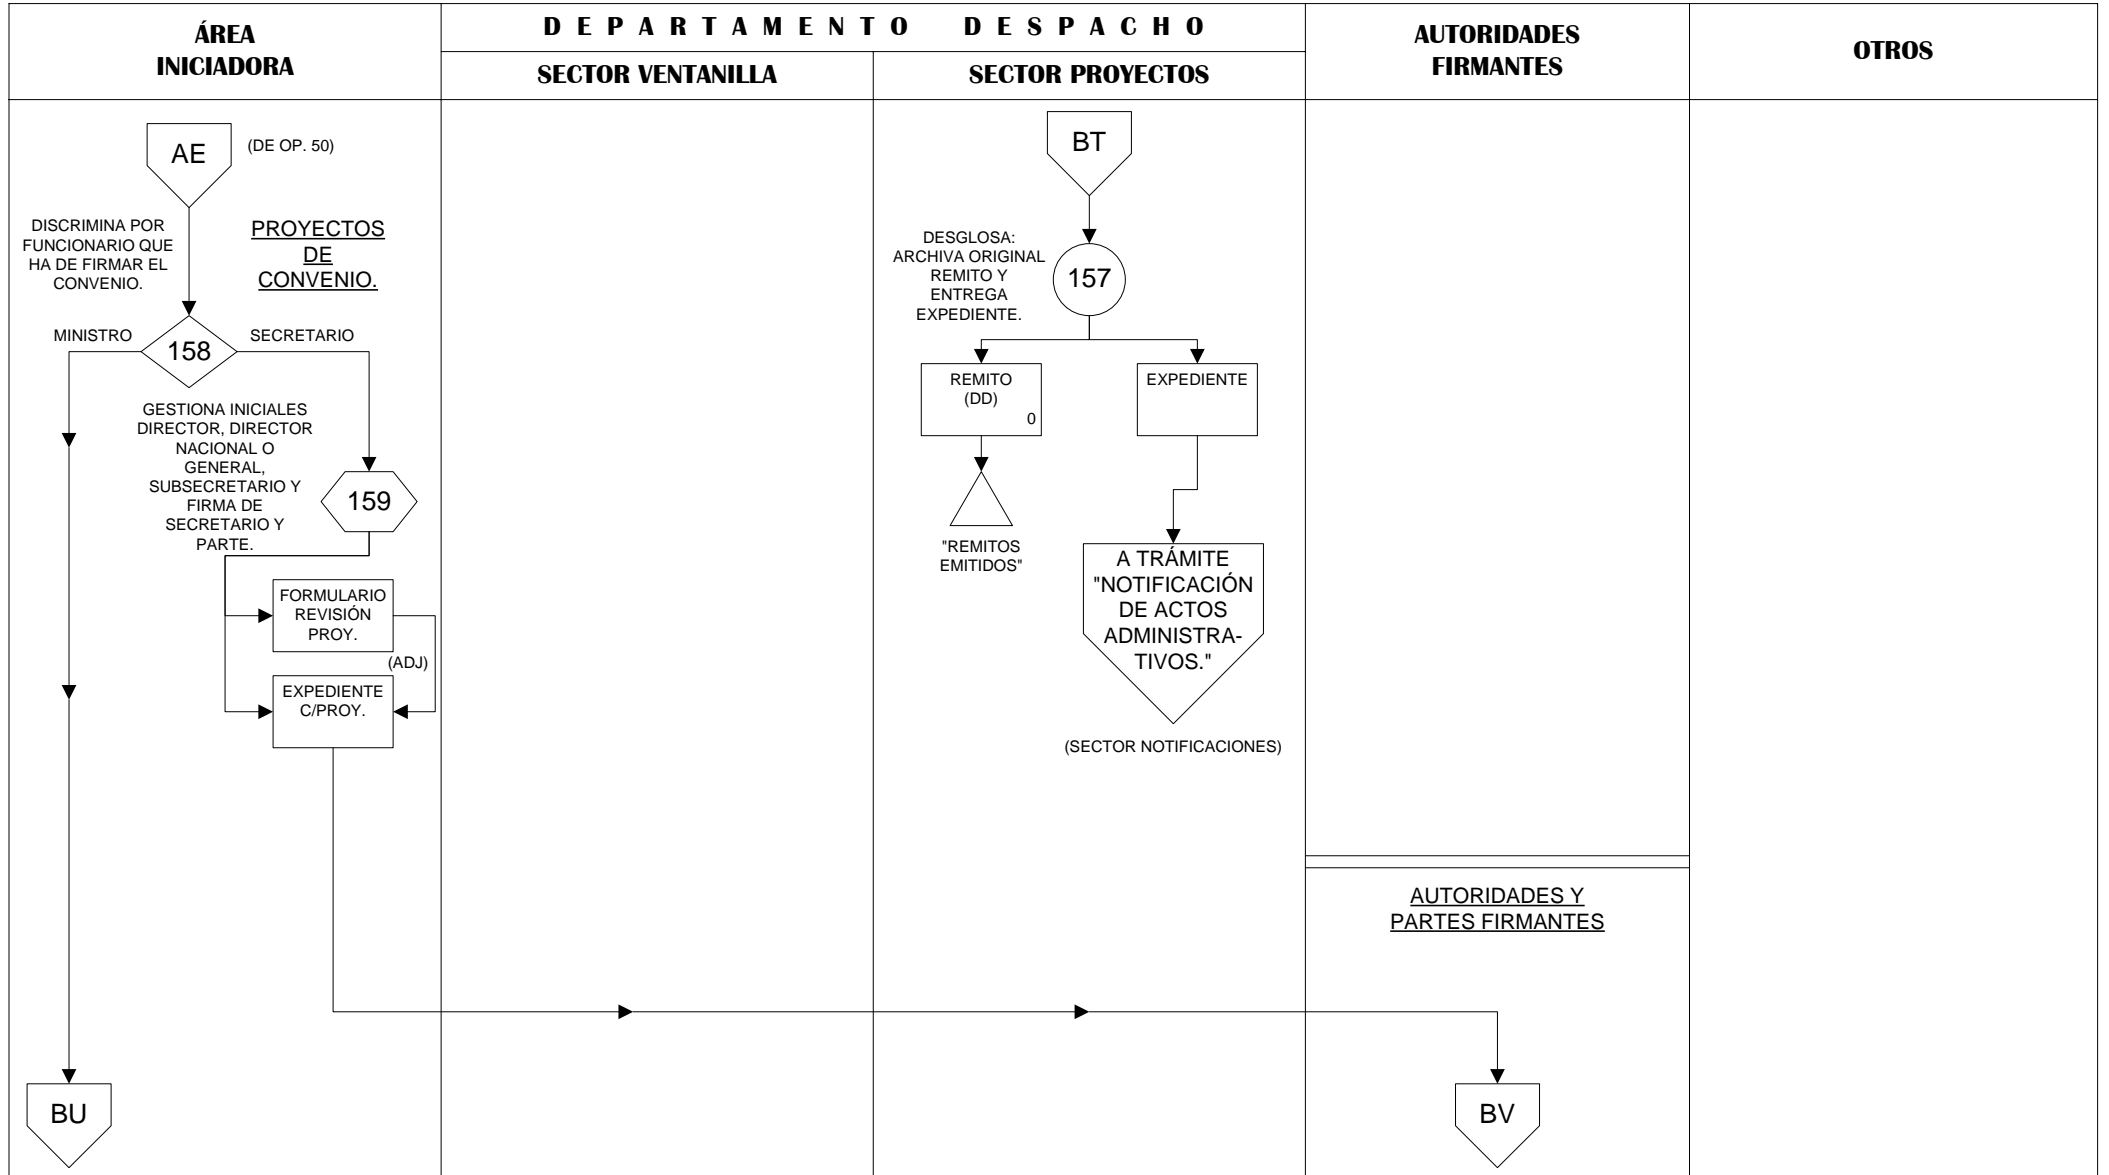 ÁREA
INICIADORA
DEPARTAMENTO DESPACHO
SECTOR VENTANILLA
SECTOR PROYECTOS
AUTORIDADES
FIRMANTES
OTROS
AE
(DE OP. 50)
DISCRIMINA POR
FUNCIONARIO QUE
HA DE FIRMAR EL
CONVENIO.
PROYECTOS
DE
CONVENIO.
MINISTRO
158
SECRETARIO
GESTIONA INICIALES
DIRECTOR, DIRECTOR
NACIONAL O
GENERAL,
SUBSECRETARIO Y
FIRMA DE
SECRETARIO Y
PARTE.
159
FORMULARIO
REVISIÓN
PROY.
(ADJ)
EXPEDIENTE
C/PROY.
BU
BT
DESGLOSA:
ARCHIVA ORIGINAL
REMITO Y
ENTREGA
EXPEDIENTE.
157
REMITO
(DD)
0
EXPEDIENTE
"REMITOS
EMITIDOS"
A TRÁMITE
"NOTIFICACIÓN
DE ACTOS
ADMINISTRA-
TIVOS."
(SECTOR NOTIFICACIONES)
AUTORIDADES Y
PARTES FIRMANTES
BV